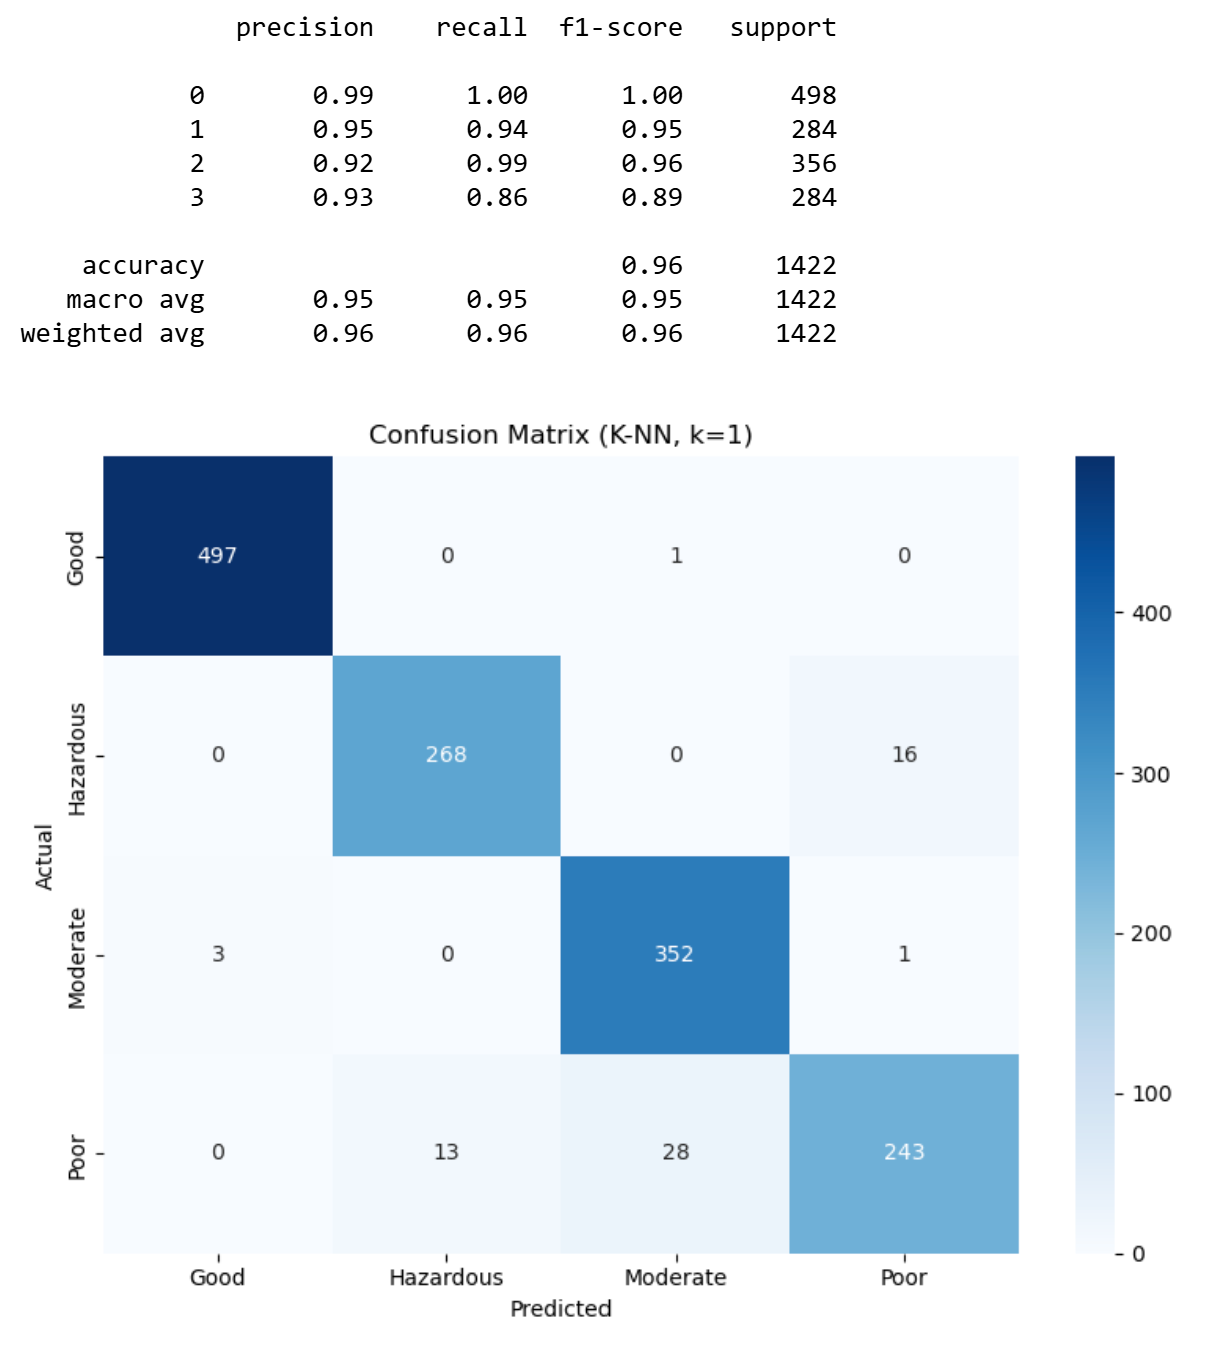 precision recall f1-score support
0 0.99 1.00 1.00 498
1 0.95 0.94 0.95 284
2 0.92 0.99 0.96 356
3 0.93 0.86 0.89 284
accuracy 0.96 1422
macro avg 0.95 0.95 0.95 1422
weighted avg 0.96 0.96 0.96 1422
Confusion Matrix (K-NN, k=1)
Good 497 0 1 0
Hazardous 0 268 0 16
Moderate 3 0 352 1
Poor 0 13 28 243
Actual
Good Hazardous Moderate Poor
Predicted
400
300
200
100
0